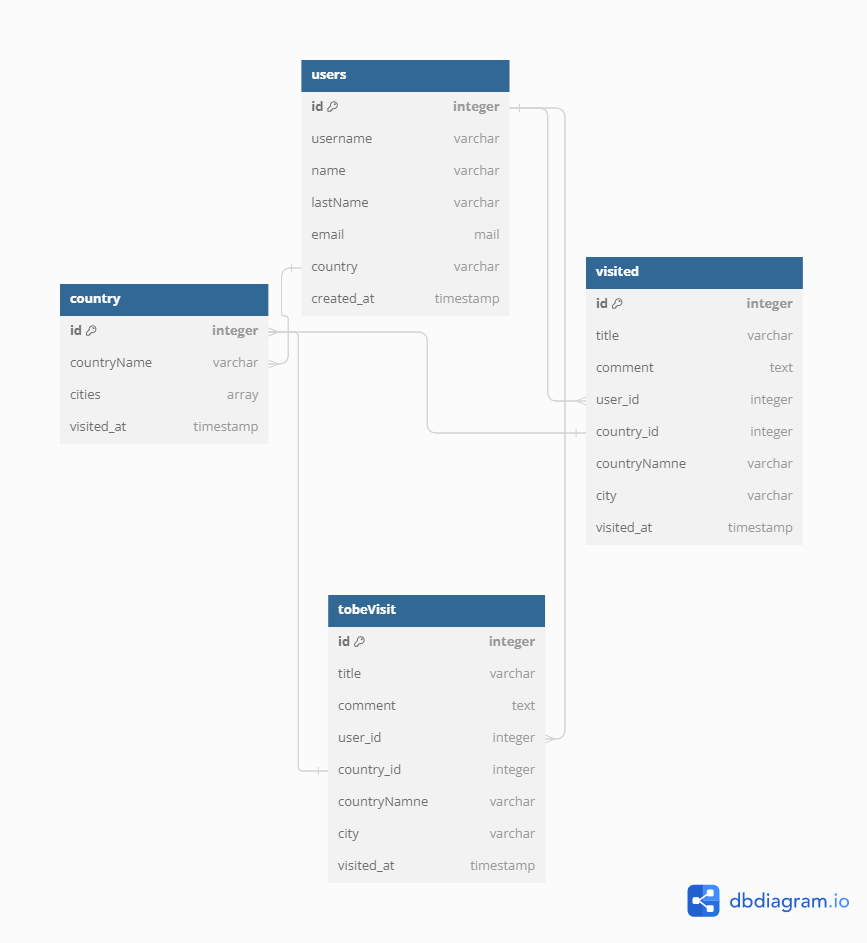 users
id integer
username varchar
name varchar
lastName varchar
email mail
country varchar
created_at timestamp
country
id integer
countryName varchar
cities array
visited_at timestamp
visited
id integer
title varchar
comment text
user_id integer
country_id integer
countryNamne varchar
city varchar
visited_at timestamp
tobeVisit
id integer
title varchar
comment text
user_id integer
country_id integer
countryNamne varchar
city varchar
visited_at timestamp
dbdiagram.io